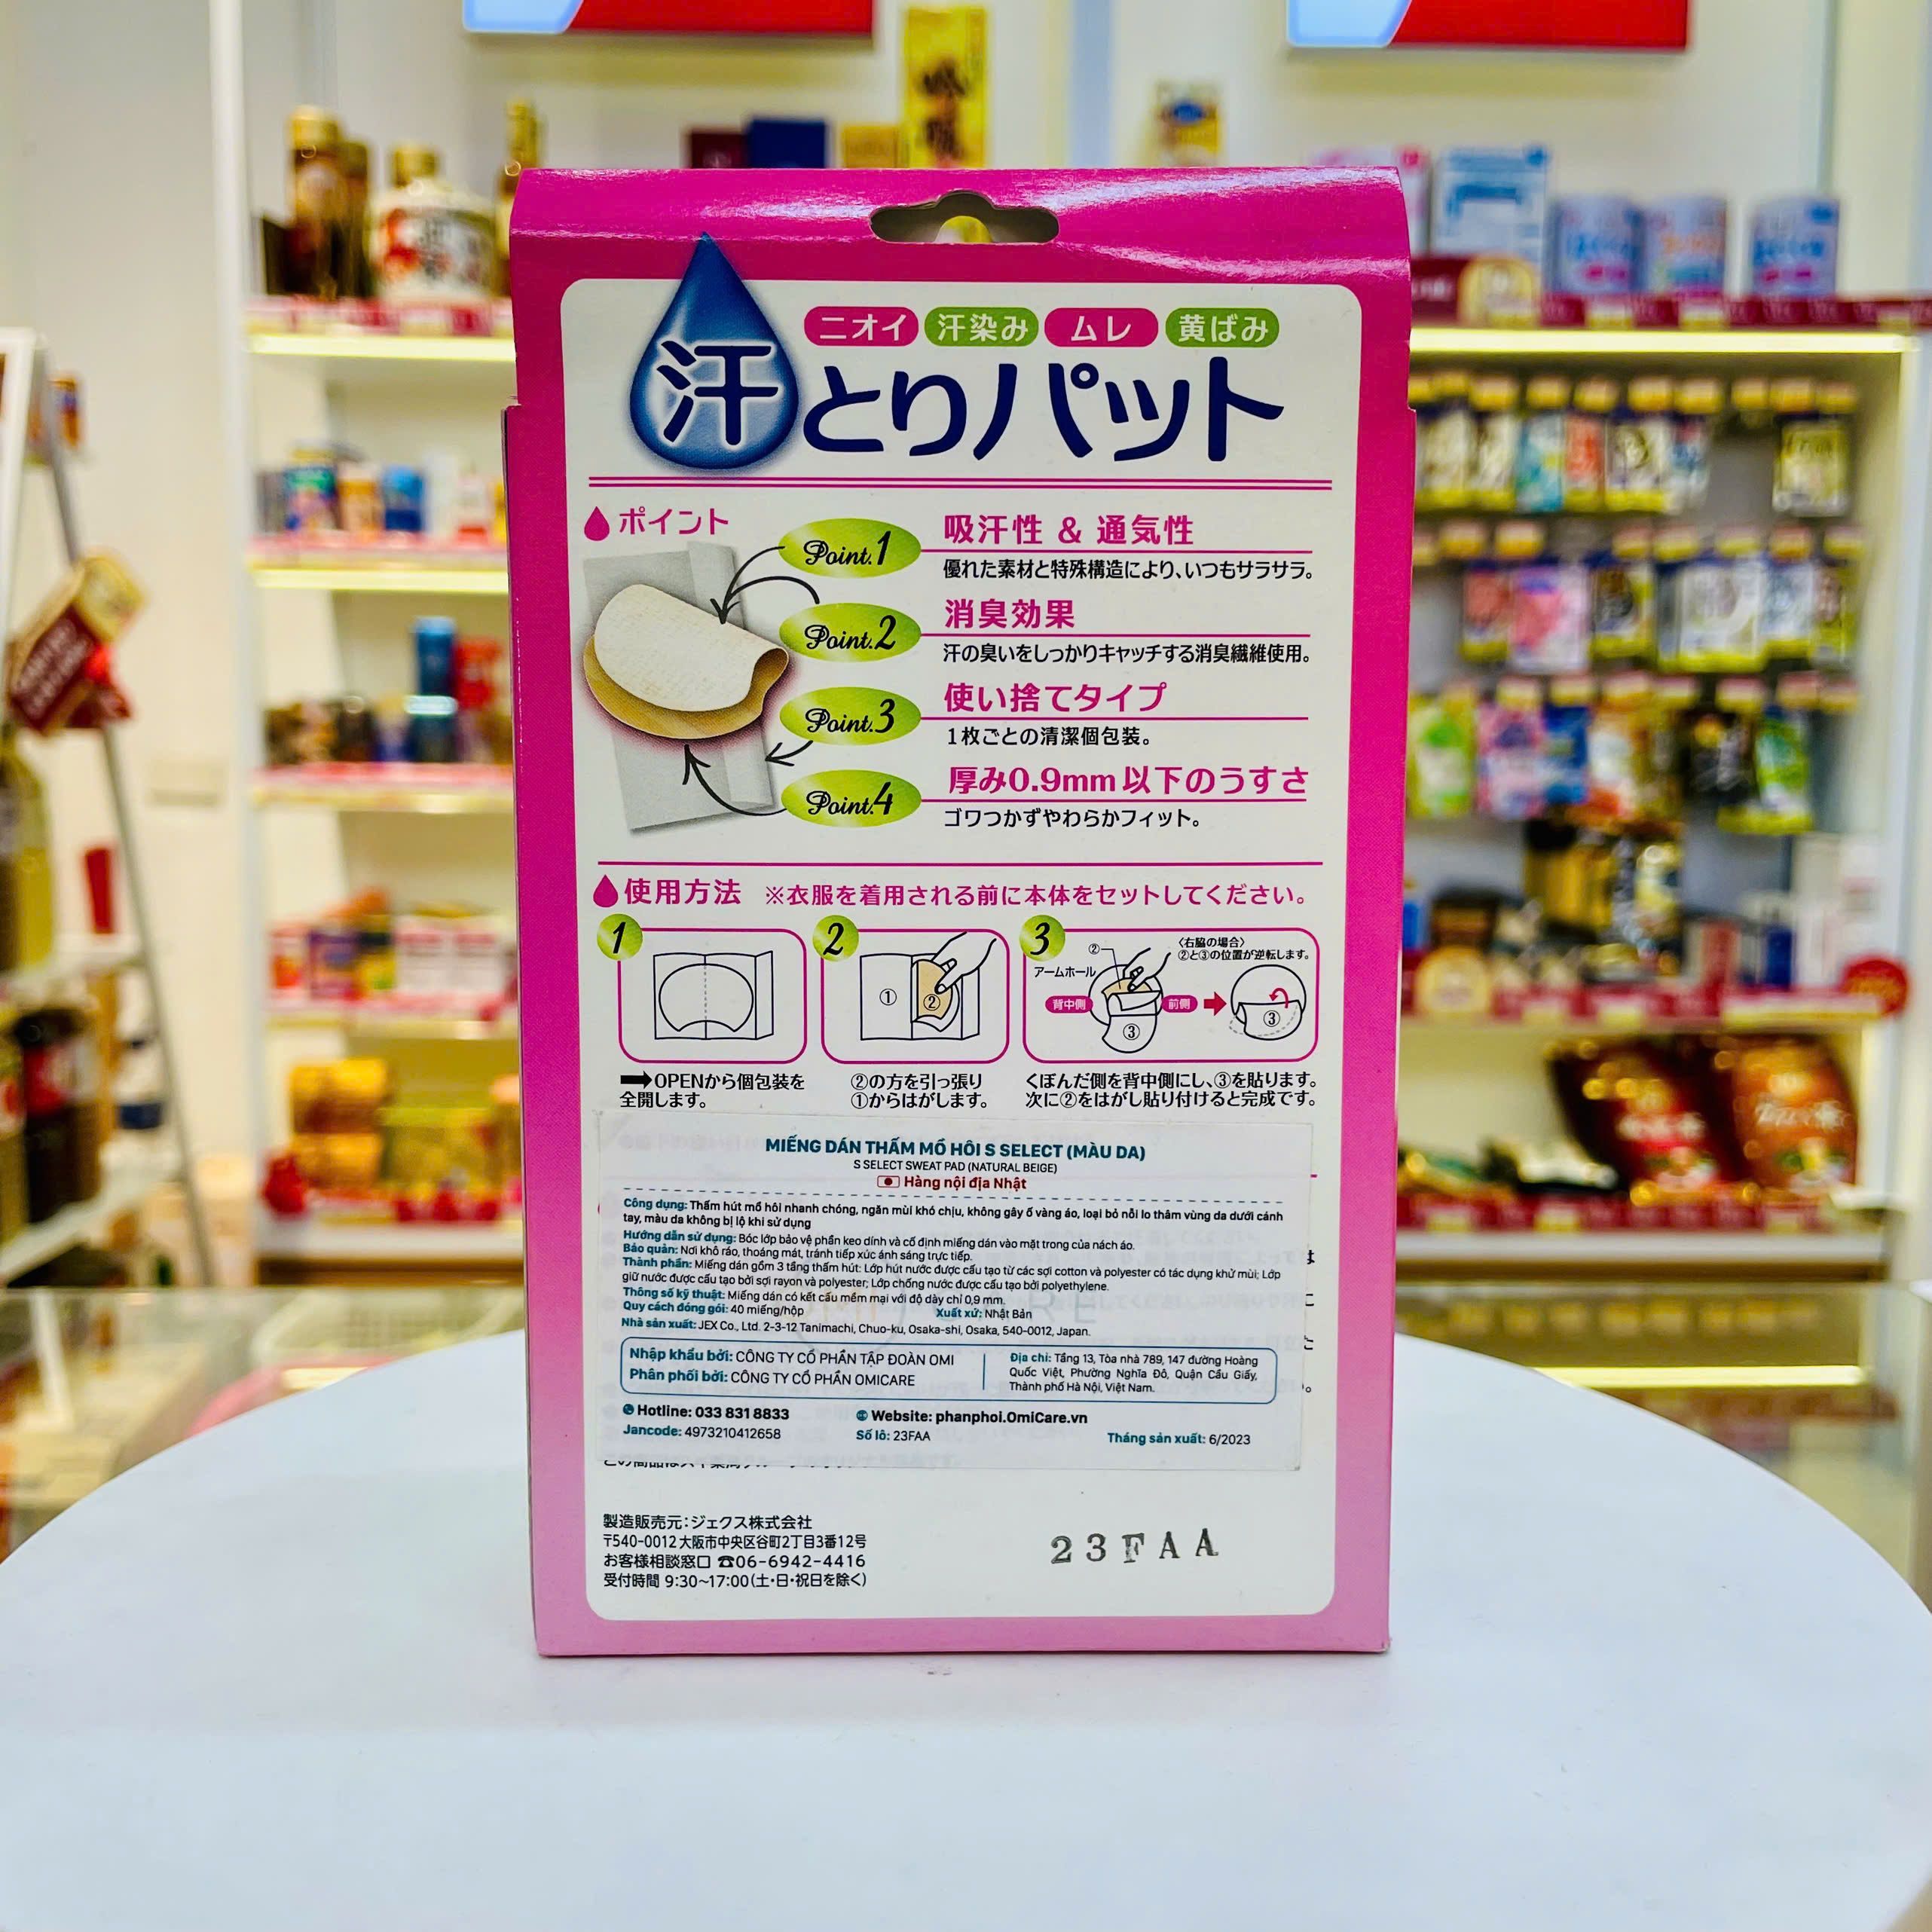 ニオイ 汗染み ムレ 黄ばみ
汗とりパット
ポイント
Point.1 吸汗性 & 通気性
優れた素材と特殊構造により、いつもサラサラ。
Point.2 消臭効果
汗の臭いをしっかりキャッチする消臭繊維使用。
Point.3 使い捨てタイプ
1枚ごとの清潔個包装。
Point.4 厚み0.9mm以下のうすさ
ゴワつかずやわらかフィット。
使用方法 ※衣服を着用される前に本体をセットしてください。
1
2
① ②
3
②
〈右脇の場合〉
②と③の位置が逆転します。
アームホール
背中側 前側
③ ③
➡OPENから個包装を
全開します。
②の方を引っ張り
①からはがします。
くぼんだ側を背中側にし、③を貼ります。
次に②をはがし貼り付けると完成です。
MIẾNG DÁN THẤM MỒ HÔI S SELECT (MÀU DA)
S SELECT SWEAT PAD (NATURAL BEIGE)
Hàng nội địa Nhật
Công dụng: Thấm hút mồ hôi nhanh chóng, ngăn mùi khó chịu, không gây ố vàng áo, loại bỏ nỗi lo thâm vùng da dưới cánh
tay, màu da không bị lộ khi sử dụng
Hướng dẫn sử dụng: Bóc lớp bảo vệ phần keo dính và cố định miếng dán vào mặt trong của nách áo.
Bảo quản: Nơi khô ráo, thoáng mát, tránh tiếp xúc ánh sáng trực tiếp.
Thành phần: Miếng dán gồm 3 tầng thấm hút: Lớp hút nước được cấu tạo từ các sợi cotton và polyester có tác dụng khử mùi; Lớp
giữ nước được cấu tạo bởi sợi rayon và polyester; Lớp chống nước được cấu tạo bởi polyethylene.
Thông số kỹ thuật: Miếng dán có kết cấu mềm mại với độ dày chỉ 0,9 mm.
Quy cách đóng gói: 40 miếng/hộp Xuất xứ: Nhật Bản
Nhà sản xuất: JEX Co., Ltd. 2-3-12 Tanimachi, Chuo-ku, Osaka-shi, Osaka, 540-0012, Japan.
Nhập khẩu bởi: CÔNG TY CỔ PHẦN TẬP ĐOÀN OMI
Phân phối bởi: CÔNG TY CỔ PHẦN OMICARE
Địa chỉ: Tầng 13, Tòa nhà 789, 147 đường Hoàng
Quốc Việt, Phường Nghĩa Đô, Quận Cầu Giấy,
Thành phố Hà Nội, Việt Nam.
Hotline: 033 831 8833 Website: phanphoi.OmiCare.vn
Jancode: 4973210412658 Số lô: 23FAA Tháng sản xuất: 6/2023
製造販売元:ジェクス株式会社
〒540-0012 大阪市中央区谷町2丁目3番12号
お客様相談窓口 ☎06-6942-4416
受付時間 9:30~17:00(土・日・祝日を除く)
23FAA